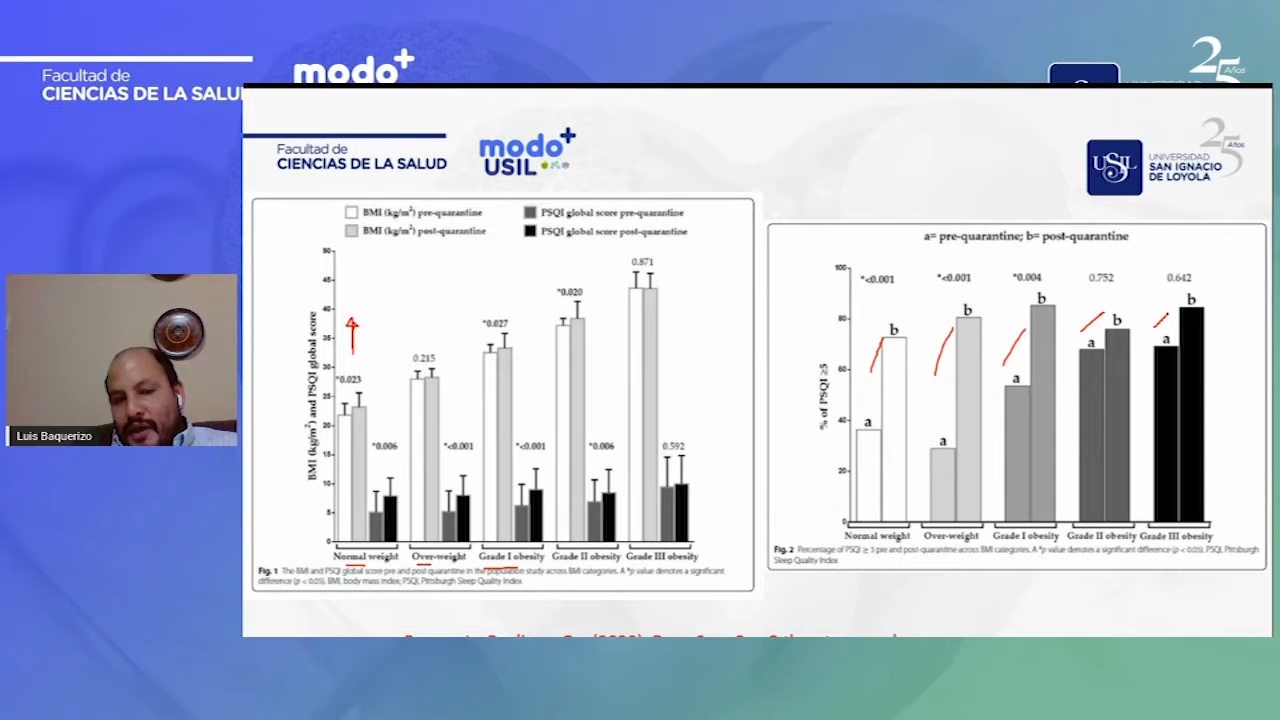 Facultad de
CIENCIAS DE LA SALU
modo+
25
Años
Facultad de
CIENCIAS DE LA SALUD
modo+
USIL
USIL
UNIVERSIDAD
SAN IGNACIO
DE LOYOLA
25
Años
BMI (kg/m²) pre-quarantine
PSQI global score pre-quarantine
BMI (kg/m²) post-quarantine
PSQI global score post-quarantine
BMI (kg/m²) and PSQI global score
50
45
40
35
30
25
20
15
10
5
0
*0.023
0.215
*0.027
*0.020
0.871
*0.006
*<0.001
*<0.001
*0.006
0.592
Normal weight
Over-weight
Grade I obesity
Grade II obesity
Grade III obesity
Fig. 1 The BMI and PSQI global score pre and post quarantine in the population study across BMI categories. A *p value denotes a significant
difference (p < 0.05). BMI, body mass index; PSQI, Pittsburgh Sleep Quality Index
a= pre-quarantine; b= post-quarantine
% of PSQI ≥5
100
80
60
40
20
0
*<0.001
*<0.001
*0.004
0.752
0.642
a
b
a
b
a
b
a
b
a
b
Normal weight
Over-weight
Grade I obesity
Grade II obesity
Grade III obesity
Fig. 2 Percentage of PSQI ≥ 5 pre and post-quarantine across BMI categories. A *p value denotes a significant difference (p < 0.05). PSQI, Pittsburgh
Sleep Quality Index
Luis Baquerizo